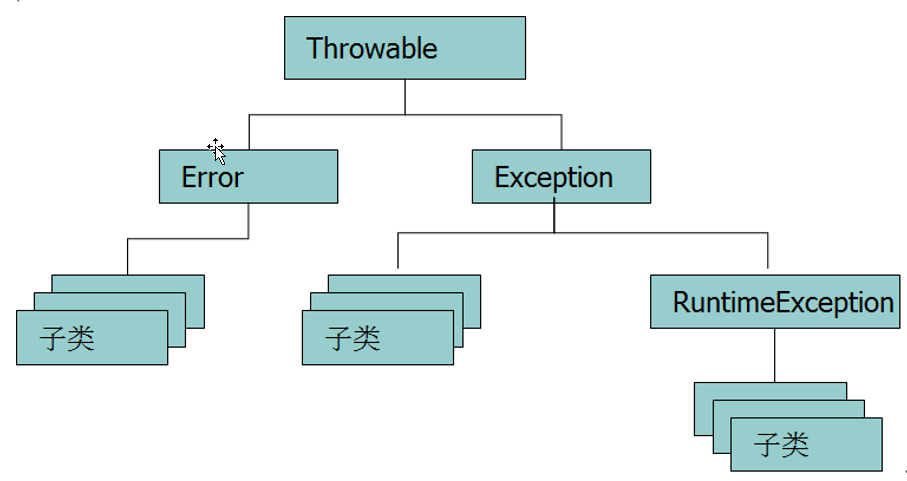 Throwable
Error
Exception
子类
子类
RuntimeException
子类